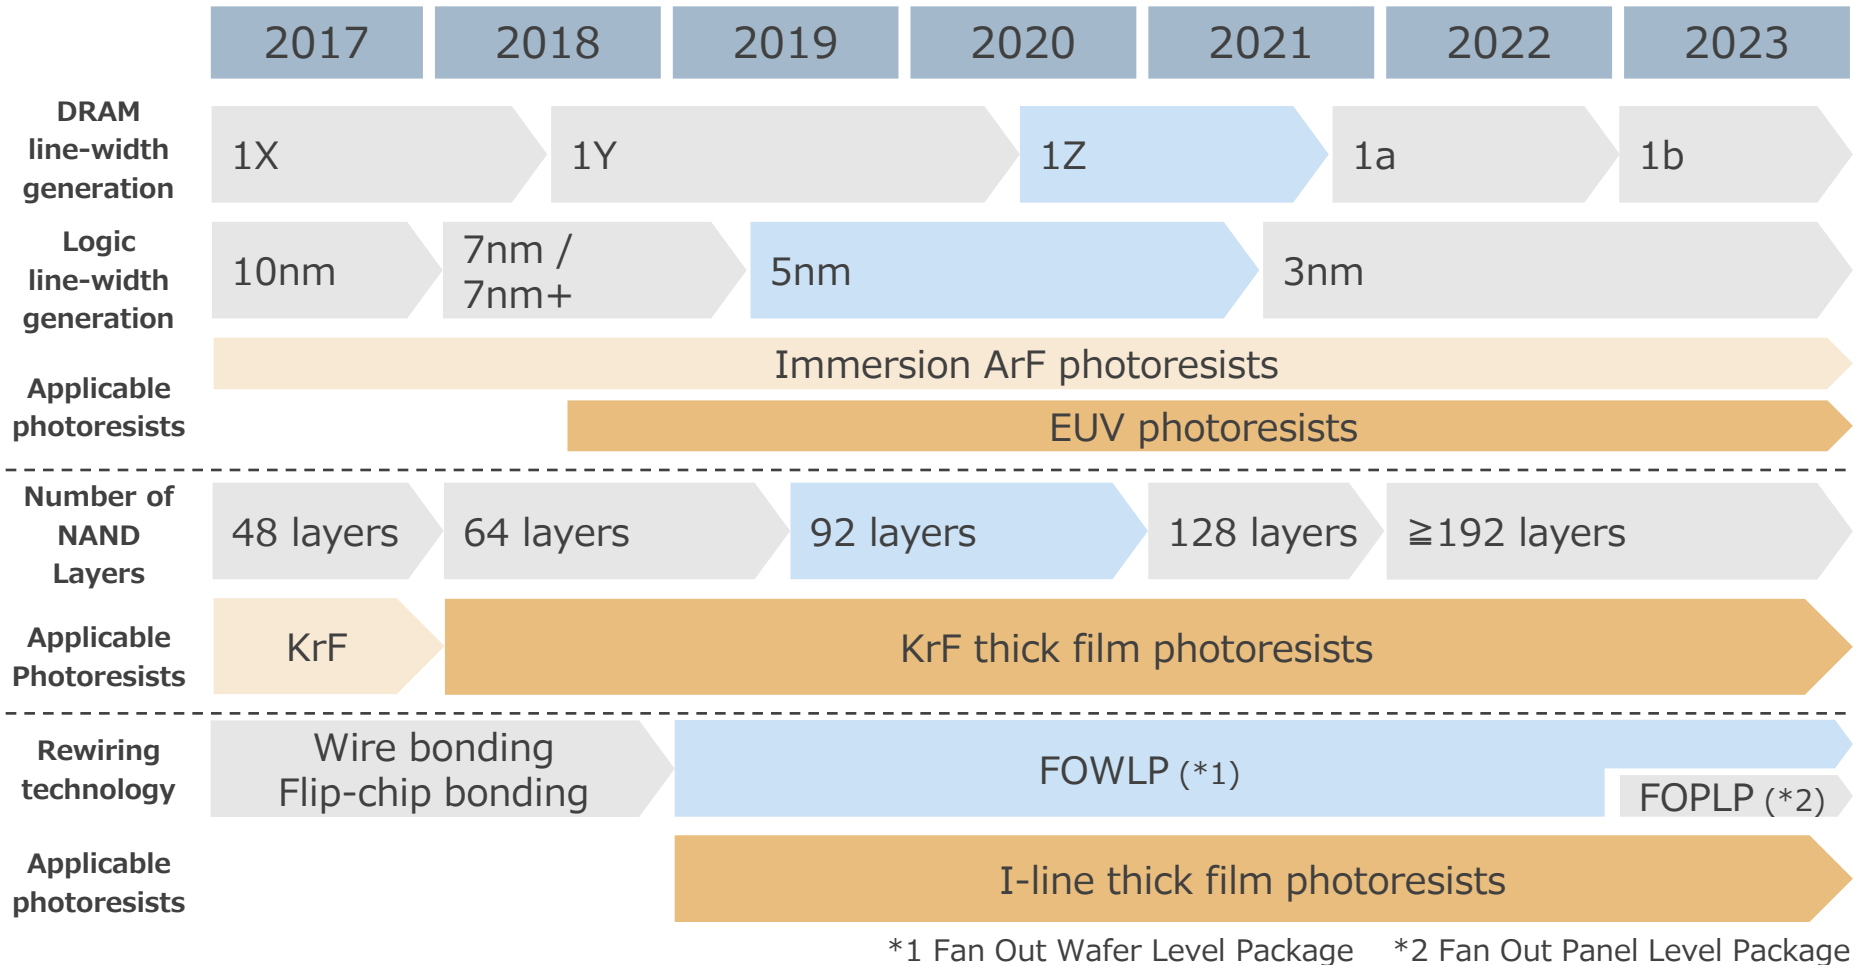 2017 2018 2019 2020 2021 2022 2023
DRAM
line-width
generation
1X 1Y 1Z 1a 1b
Logic
line-width
generation
10nm
7nm /
7nm+
5nm 3nm
Applicable
photoresists
Immersion ArF photoresists
EUV photoresists
Number of
NAND
Layers
48 layers 64 layers 92 layers 128 layers ≧192 layers
Applicable
Photoresists
KrF KrF thick film photoresists
Rewiring
technology
Wire bonding
Flip-chip bonding
FOWLP (*1)
FOPLP (*2)
Applicable
photoresists
I-line thick film photoresists
*1 Fan Out Wafer Level Package *2 Fan Out Panel Level Package